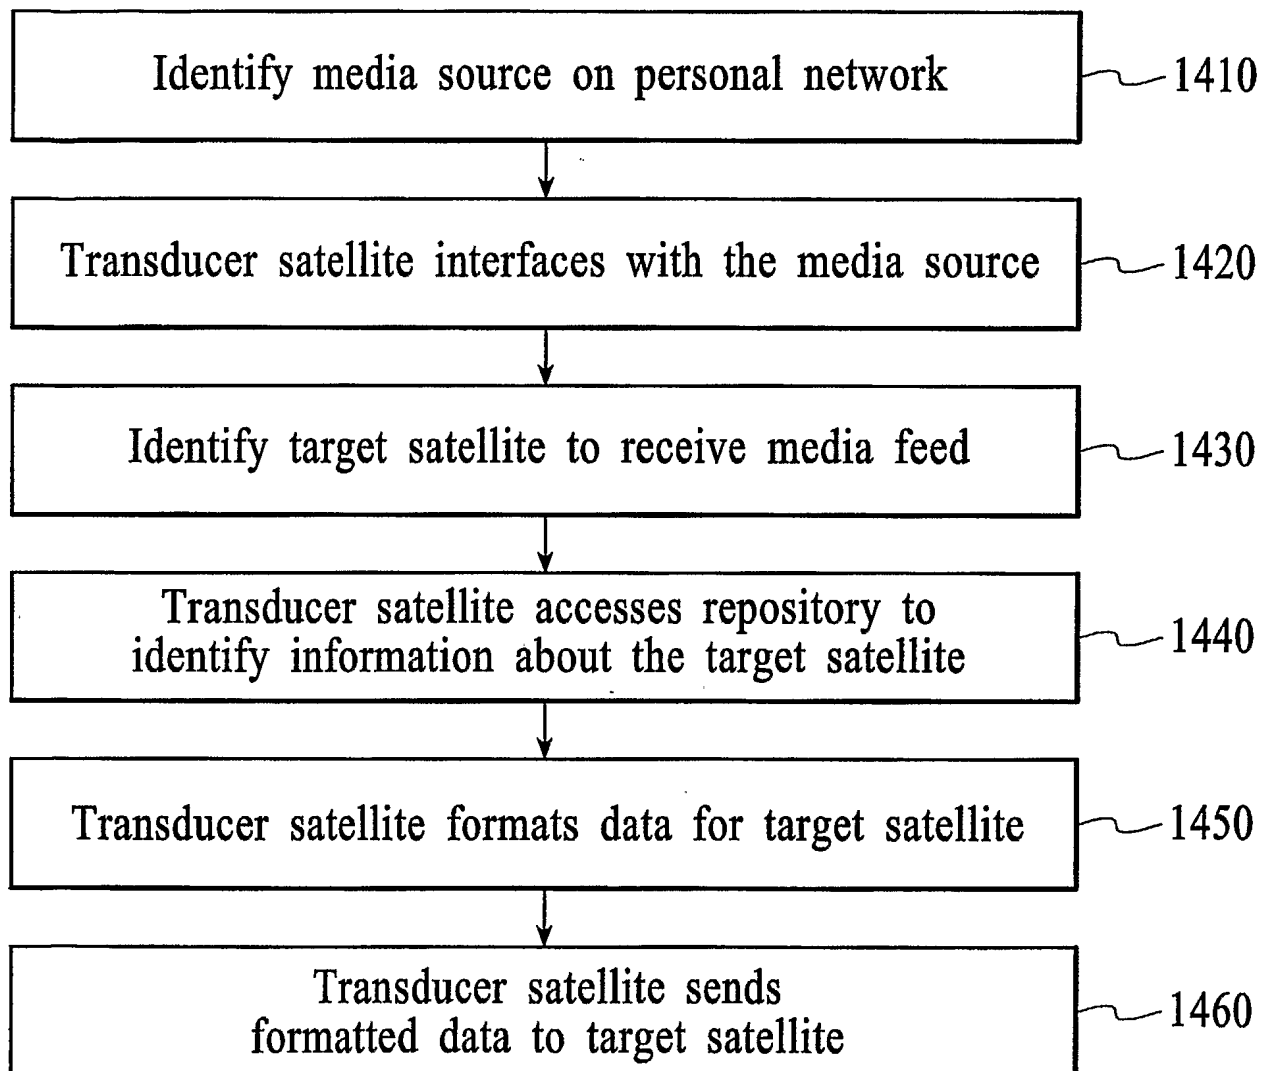 Identify media source on personal network
1410
Transducer satellite interfaces with the media source
1420
Identify target satellite to receive media feed
1430
Transducer satellite accesses repository to
identify information about the target satellite
1440
Transducer satellite formats data for target satellite
1450
Transducer satellite sends
formatted data to target satellite
1460